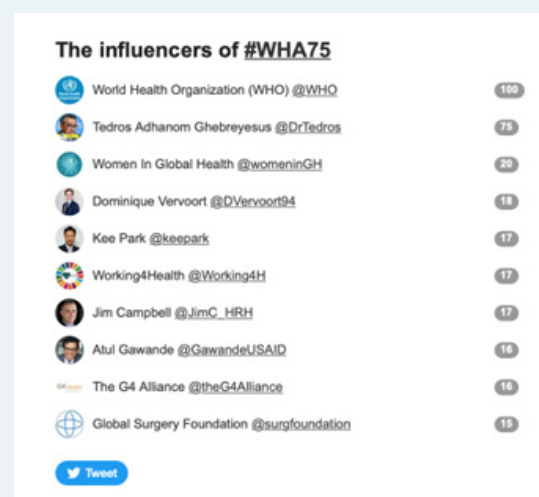 The influencers of #WHA75
World Health Organization (WHO) @WHO 100
Tedros Adhanom Ghebreyesus @DrTedros 75
Women In Global Health @womeninGH 20
Dominique Vervoort @DVervoort94 18
Kee Park @keepark 17
Working4Health @Working4H 17
Jim Campbell @JimC_HRH 17
Atul Gawande @GawandeUSAID 16
The G4 Alliance @theG4Alliance 16
Global Surgery Foundation @surgfoundation 15
Tweet